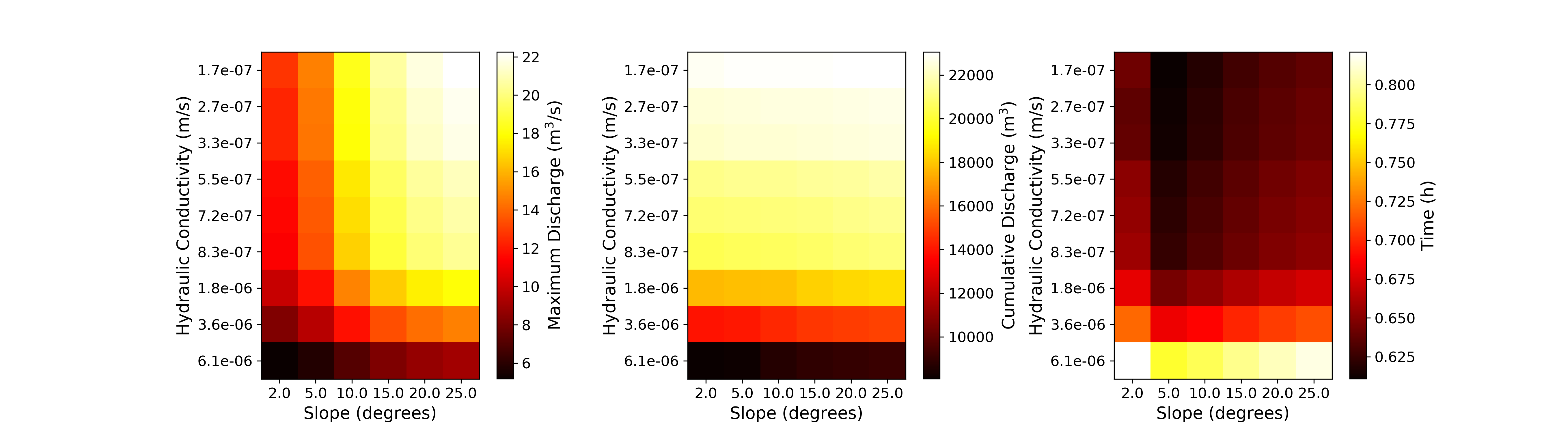 1.7e-07
2.7e-07
3.3e-07
5.5e-07
7.2e-07
8.3e-07
1.8e-06
3.6e-06
6.1e-06
Hydraulic Conductivity (m/s)
2.0 5.0 10.0 15.0 20.0 25.0
Slope (degrees)
22
20
18
16
14
12
10
8
6
Maximum Discharge (m³/s)
1.7e-07
2.7e-07
3.3e-07
5.5e-07
7.2e-07
8.3e-07
1.8e-06
3.6e-06
6.1e-06
Hydraulic Conductivity (m/s)
2.0 5.0 10.0 15.0 20.0 25.0
Slope (degrees)
22000
20000
18000
16000
14000
12000
10000
Cumulative Discharge (m³)
1.7e-07
2.7e-07
3.3e-07
5.5e-07
7.2e-07
8.3e-07
1.8e-06
3.6e-06
6.1e-06
Hydraulic Conductivity (m/s)
2.0 5.0 10.0 15.0 20.0 25.0
Slope (degrees)
0.800
0.775
0.750
0.725
0.700
0.675
0.650
0.625
Time (h)